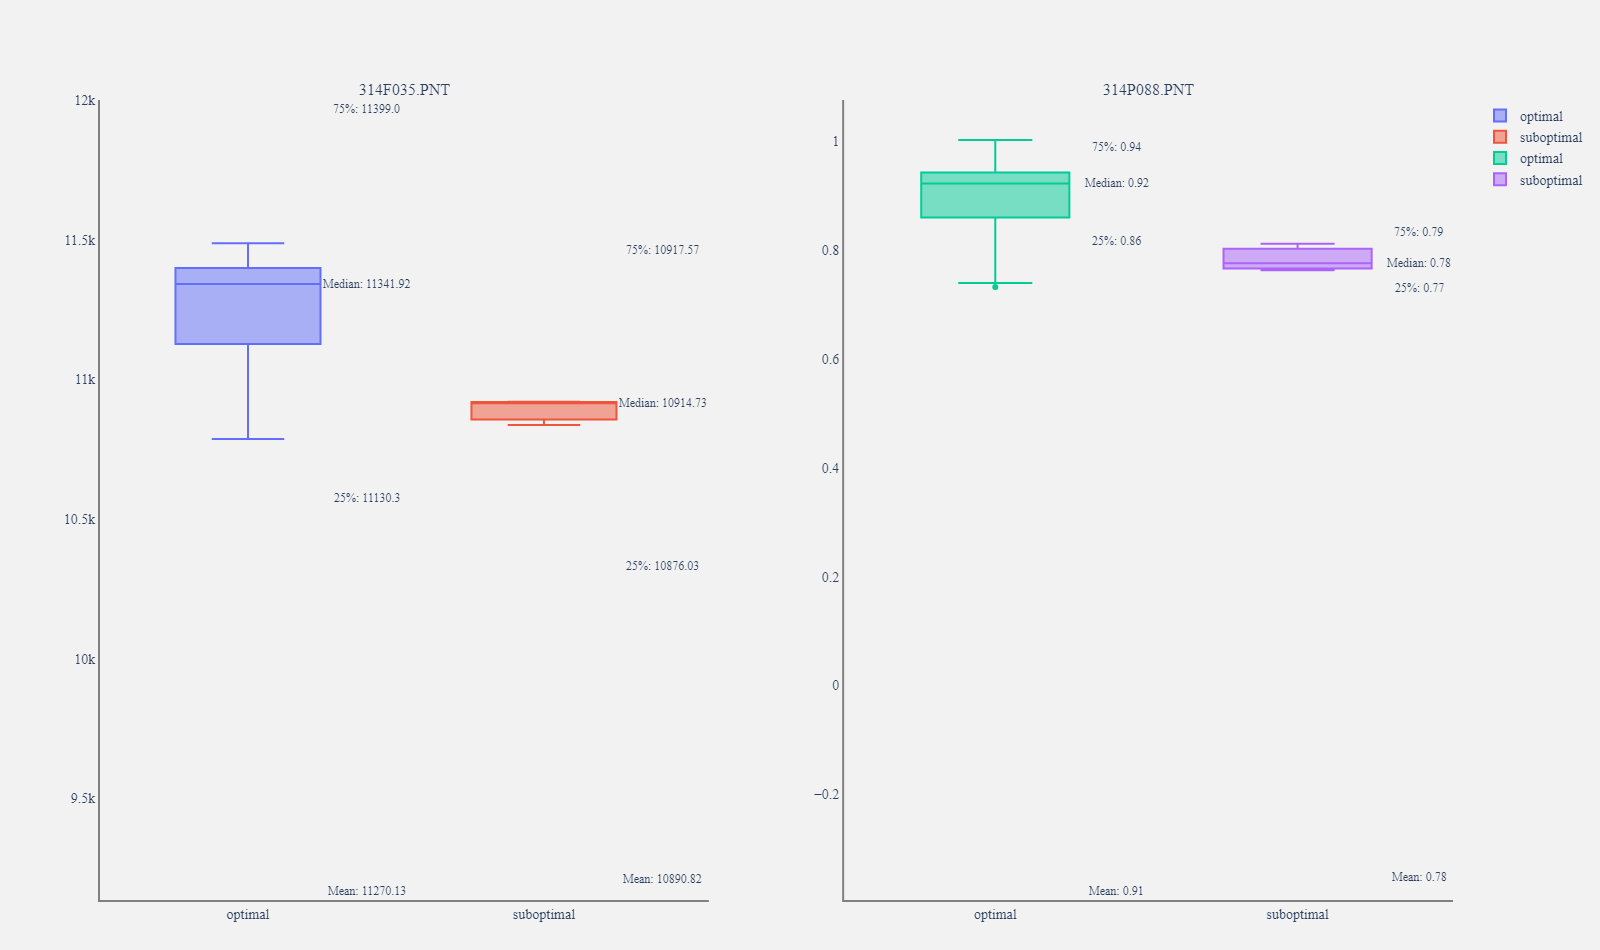 314F035.PNT
12k
11.5k
11k
10.5k
10k
9.5k
75%: 11399.0
Median: 11341.92
25%: 11130.3
Mean: 11270.13
75%: 10917.57
Median: 10914.73
25%: 10876.03
Mean: 10890.82
optimal
suboptimal
314P088.PNT
1
0.8
0.6
0.4
0.2
0
−0.2
75%: 0.94
Median: 0.92
25%: 0.86
Mean: 0.91
75%: 0.79
Median: 0.78
25%: 0.77
Mean: 0.78
optimal
suboptimal
optimal
suboptimal
optimal
suboptimal